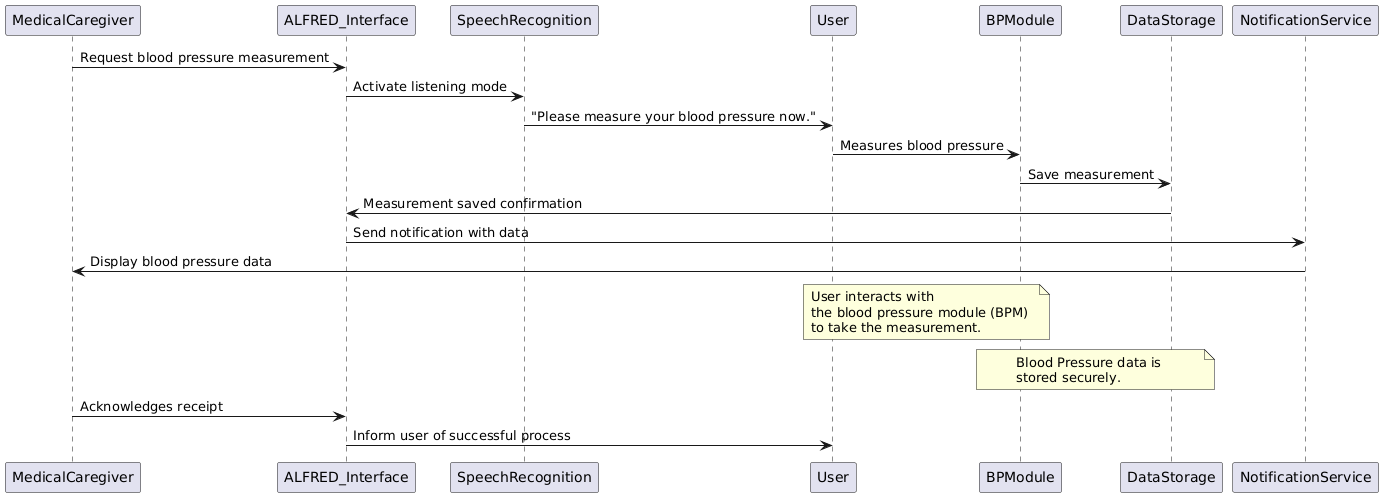 MedicalCaregiver ALFRED_Interface SpeechRecognition User BPModule DataStorage NotificationService
Request blood pressure measurement
Activate listening mode
"Please measure your blood pressure now."
Measures blood pressure
Save measurement
Measurement saved confirmation
Send notification with data
Display blood pressure data
User interacts with
the blood pressure module (BPM)
to take the measurement.
Blood Pressure data is
stored securely.
Acknowledges receipt
Inform user of successful process
MedicalCaregiver ALFRED_Interface SpeechRecognition User BPModule DataStorage NotificationService